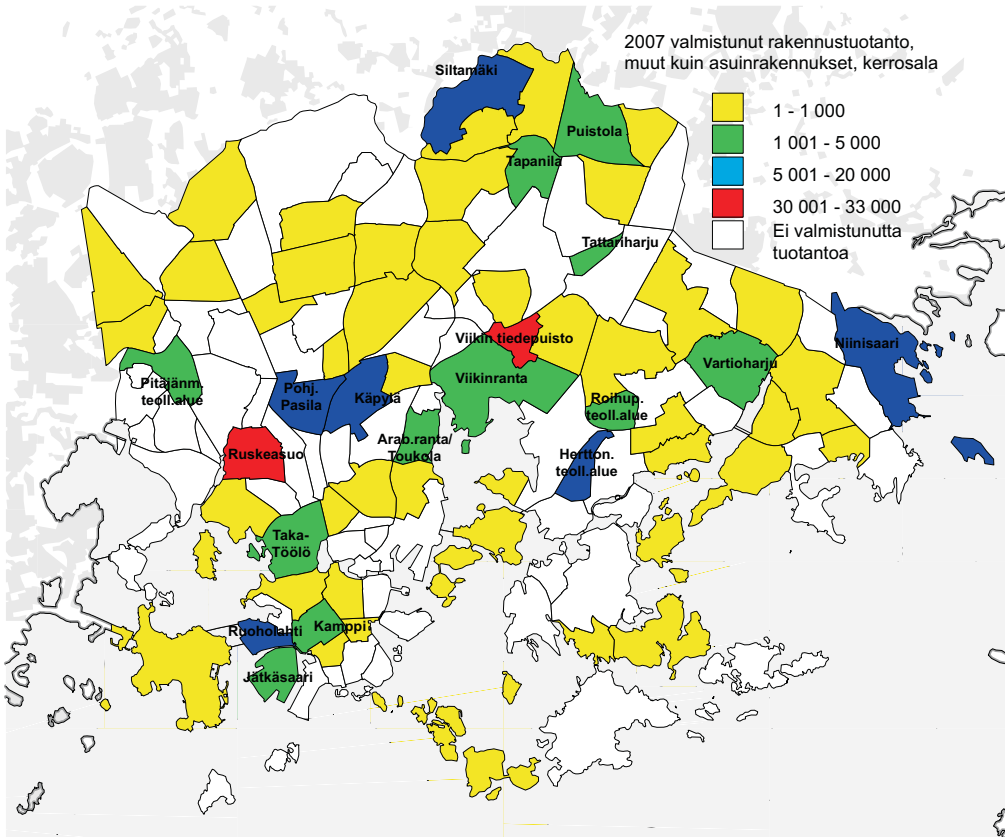 2007 valmistunut rakennustuotanto,
muut kuin asuinrakennukset, kerrosala
1 - 1 000
1 001 - 5 000
5 001 - 20 000
30 001 - 33 000
Ei valmistunutta
tuotantoa
Siltamäki
Puistola
Tapanila
Tattariharju
Viikin tiedepuisto
Niinisaari
Vartioharju
Pitäjänm.
teoll.alue
Pohj.
Pasila
Käpylä
Viikinranta
Roihup.
teoll.alue
Arab.ranta/
Toukola
Ruskeasuo
Hertton.
teoll.alue
Taka-
Töölö
Ruoholahti
Kamppi
Jätkäsaari